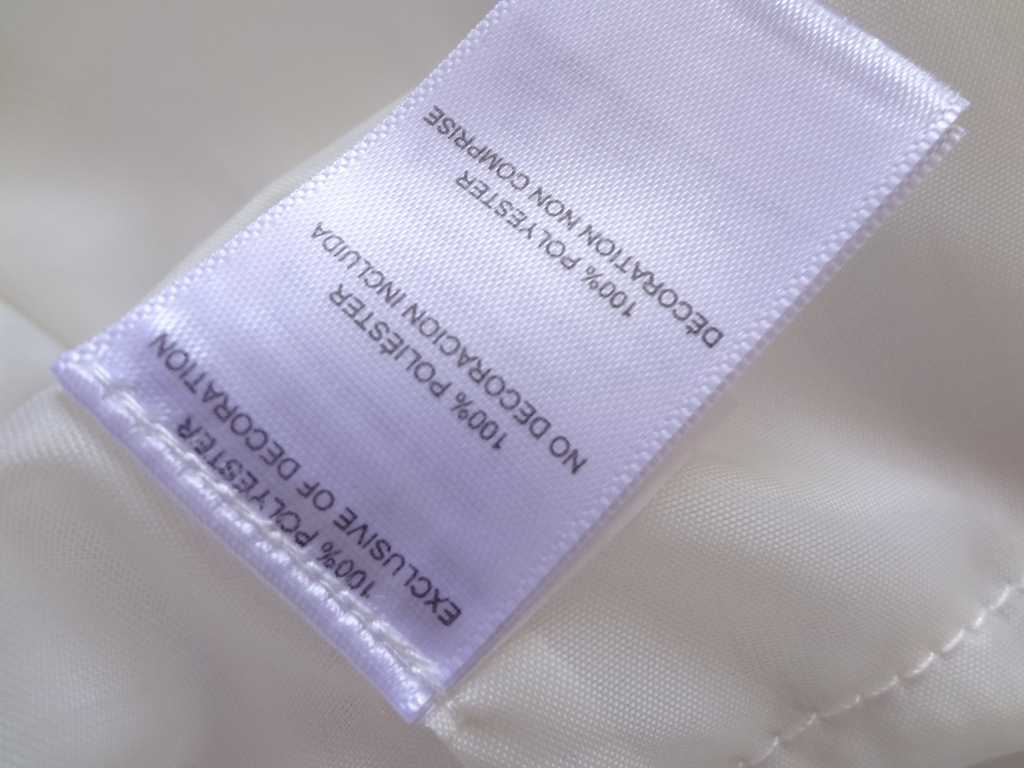 100% POLYESTER
EXCLUSIVE OF DECORATION
100% POLIÉSTER
NO DECORACION INCLUIDA
100% POLYESTER
DÉCORATION NON COMPRISE